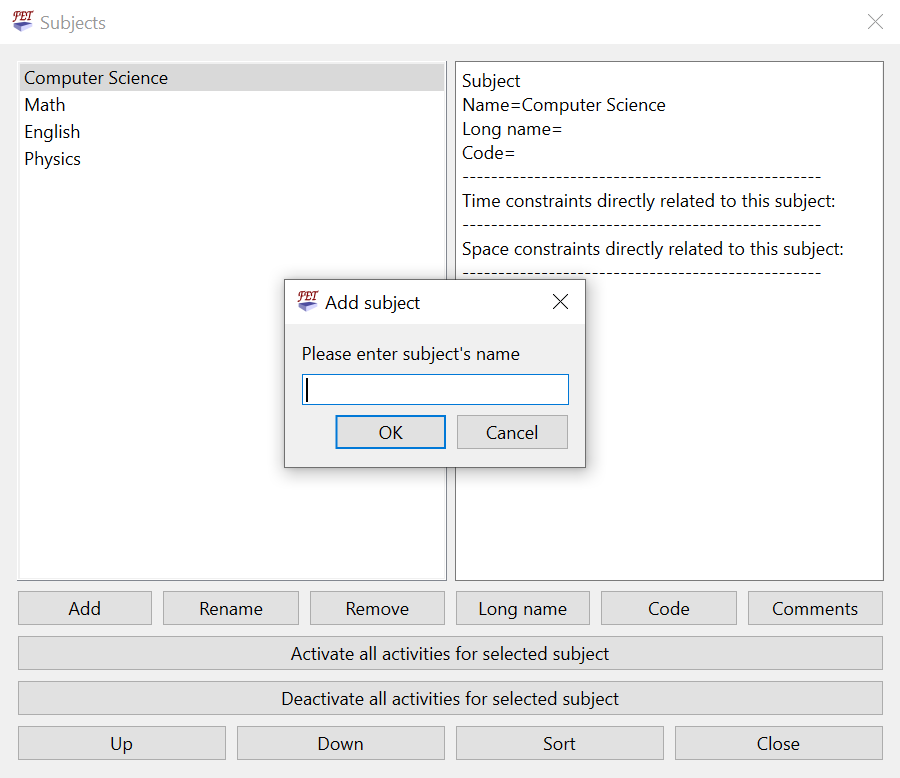 FET Subjects
Computer Science
Math
English
Physics
Subject
Name=Computer Science
Long name=
Code=
------------------------------------------------
Time constraints directly related to this subject:
------------------------------------------------
Space constraints directly related to this subject:
------------------------------------------------
FET Add subject
Please enter subject's name
OK Cancel
Add Rename Remove Long name Code Comments
Activate all activities for selected subject
Deactivate all activities for selected subject
Up Down Sort Close